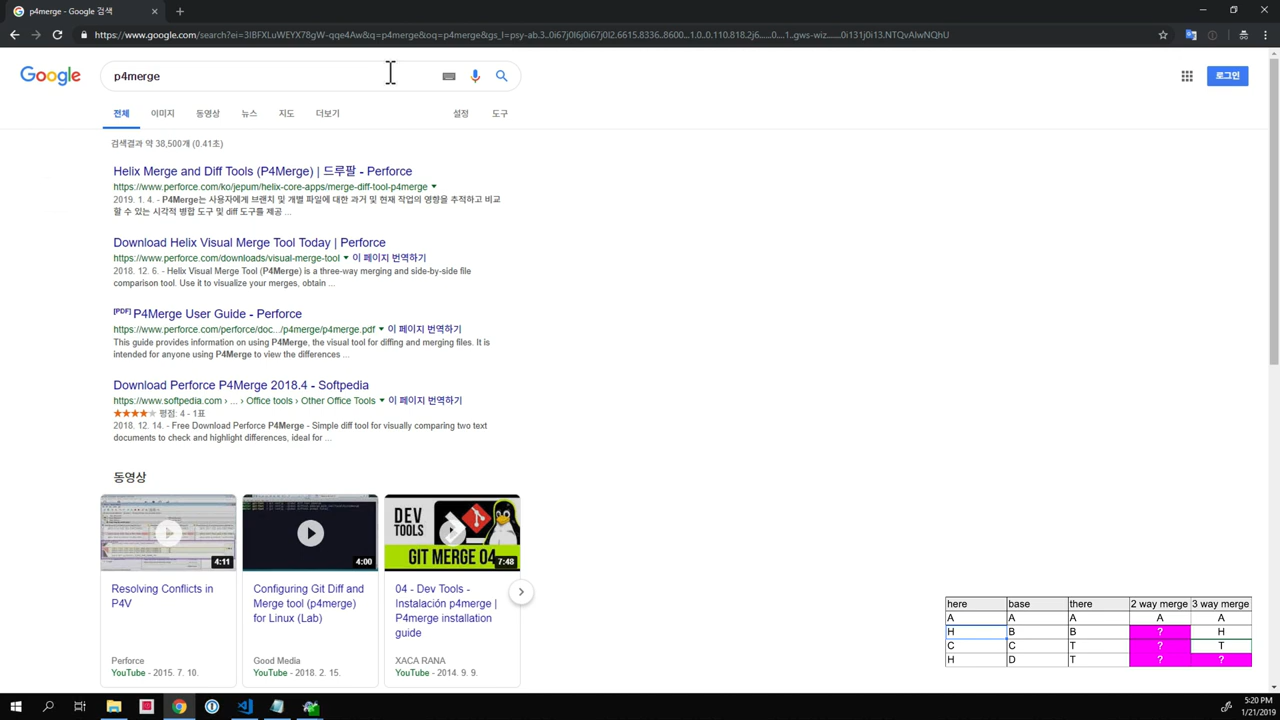 p4merge - Google 검색
https://www.google.com/search?ei=3IBFXLuWEYX78gW-qqe4Aw&q=p4merge&oq=p4merge&gs_l=psy-ab.3..0i67j0l6j0i67j0l2.6615.8336..8600...1.0..0.110.818.2j6......0....1..gws-wiz.......0i131j0i13.NTQvAlwNQhU
Google
p4merge
로그인
전체 이미지 동영상 뉴스 지도 더보기 설정 도구
검색결과 약 38,500개 (0.41초)
Helix Merge and Diff Tools (P4Merge) | 드루팔 - Perforce
https://www.perforce.com/ko/jepum/helix-core-apps/merge-diff-tool-p4merge
2019. 1. 4. - P4Merge는 사용자에게 브랜치 및 개별 파일에 대한 과거 및 현재 작업의 영향을 추적하고 비교
할 수 있는 시각적 병합 도구 및 diff 도구를 제공 ...
Download Helix Visual Merge Tool Today | Perforce
https://www.perforce.com/downloads/visual-merge-tool 이 페이지 번역하기
2018. 12. 6. - Helix Visual Merge Tool (P4Merge) is a three-way merging and side-by-side file
comparison tool. Use it to visualize your merges, obtain ...
[PDF] P4Merge User Guide - Perforce
https://www.perforce.com/perforce/doc.../p4merge/p4merge.pdf 이 페이지 번역하기
This guide provides information on using P4Merge, the visual tool for diffing and merging files. It is
intended for anyone using P4Merge to view the differences ...
Download Perforce P4Merge 2018.4 - Softpedia
https://www.softpedia.com › ... › Office tools › Other Office Tools 이 페이지 번역하기
평점: 4 - 1표
2018. 12. 14. - Free Download Perforce P4Merge - Simple diff tool for visually comparing two text
documents to check and highlight differences, ideal for ...
동영상
4:11
4:00
DEV
TOOLS
GIT MERGE 04
7:48
Resolving Conflicts in
P4V
Perforce
YouTube - 2015. 7. 10.
Configuring Git Diff and
Merge tool (p4merge)
for Linux (Lab)
Good Media
YouTube - 2018. 2. 15.
04 - Dev Tools -
Instalación p4merge |
P4merge installation
guide
XACA RANA
YouTube - 2014. 9. 9.
here base there 2 way merge 3 way merge
A A A A A
H B B ? H
C C T ? T
H D T ? ?
5:20 PM
1/21/2019